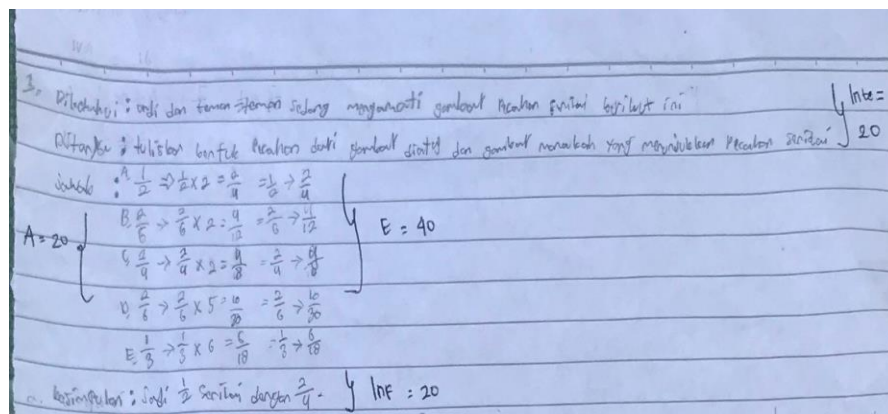 1. Diketahui : Andi dan teman-teman sedang mengamati gambar Pecahan senilai berikut ini
Inte = 20
Ditanya : tuliskan bentuk Pecahan dari gambar diatas dan gambar manakah yang menunjukkan Pecahan senilai
Jawab : A. 1/2 ⇒ 1/2 x 2 = 2/4 = 1/2 → 2/4
B. 2/6 → 2/6 x 2 = 4/12 = 2/6 → 4/12
A = 20
E = 40
C. 2/4 → 2/4 x 2 = 4/8 = 2/4 → 4/8
D. 2/6 → 2/6 x 5 = 10/30 = 2/6 → 10/30
E. 1/3 → 1/3 x 6 = 6/18 = 1/3 → 6/18
Kesimpulan : Jadi 1/2 Senilai dengan 2/4.
InF = 20